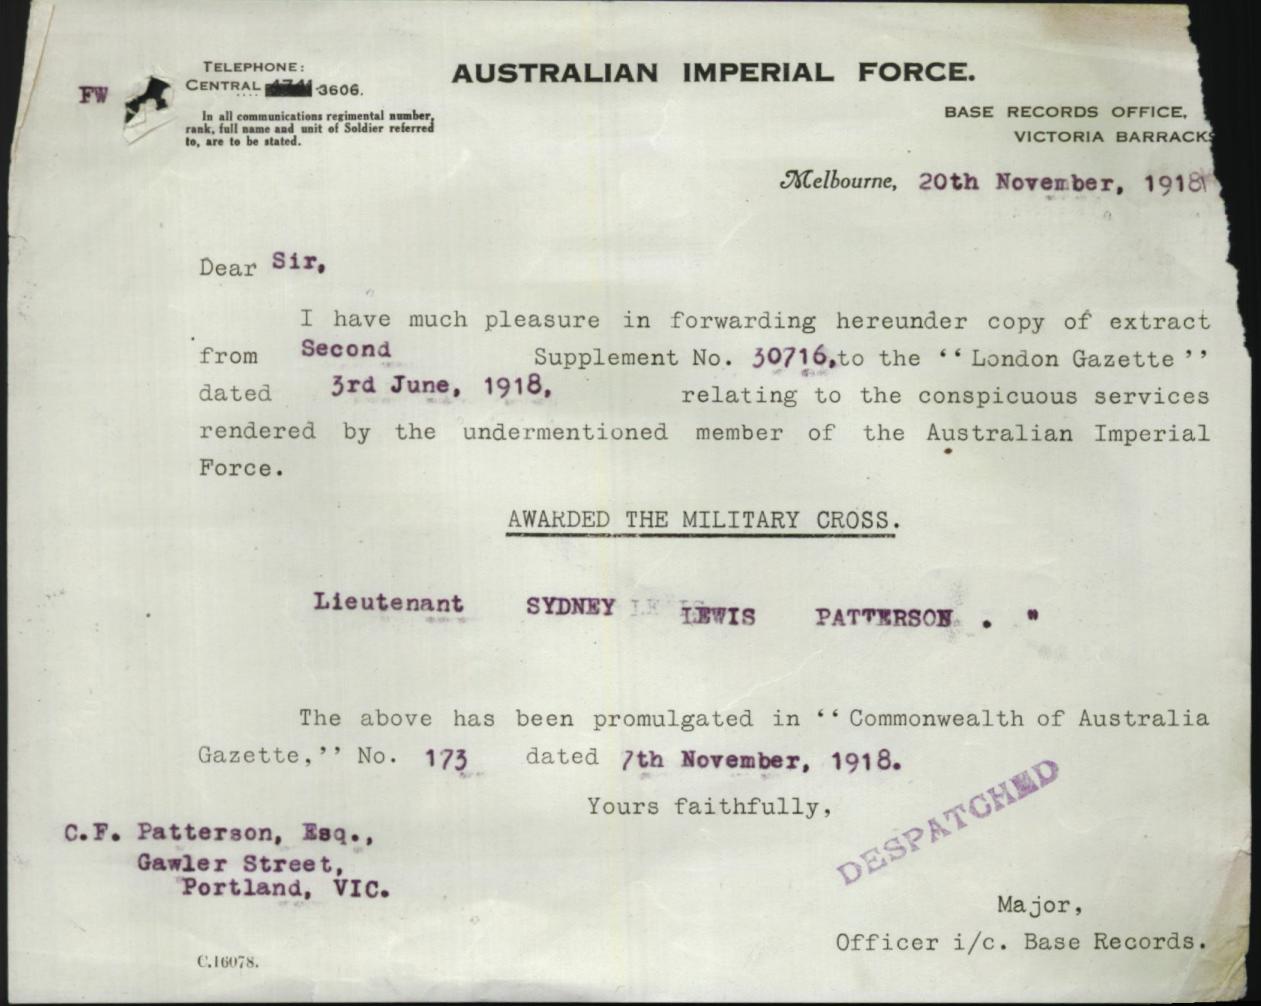 FW
TELEPHONE:
CENTRAL 3606.
In all communications regimental number,
rank, full name and unit of Soldier referred
to, are to be stated.
AUSTRALIAN IMPERIAL FORCE.
BASE RECORDS OFFICE,
VICTORIA BARRACKS
Melbourne, 20th November, 1918
Dear Sir,
I have much pleasure in forwarding hereunder copy of extract
from Second Supplement No. 30716, to the “London Gazette”
dated 3rd June, 1918, relating to the conspicuous services
rendered by the undermentioned member of the Australian Imperial
Force.
AWARDED THE MILITARY CROSS.
Lieutenant SYDNEY LEWIS PATTERSON . "
The above has been promulgated in “Commonwealth of Australia
Gazette,” No. 173 dated 7th November, 1918.
Yours faithfully,
C.F. Patterson, Esq.,
Gawler Street,
Portland, VIC.
DESPATCHED
Major,
Officer i/c. Base Records.
C.16078.